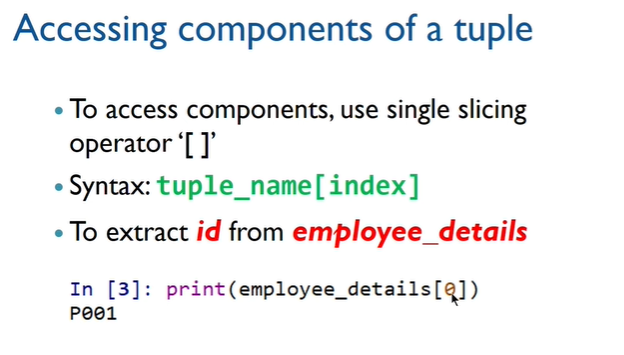 Accessing components of a tuple
• To access components, use single slicing
operator ‘[ ]’
• Syntax: tuple_name[index]
• To extract id from employee_details
In [3]: print(employee_details[0])
P001